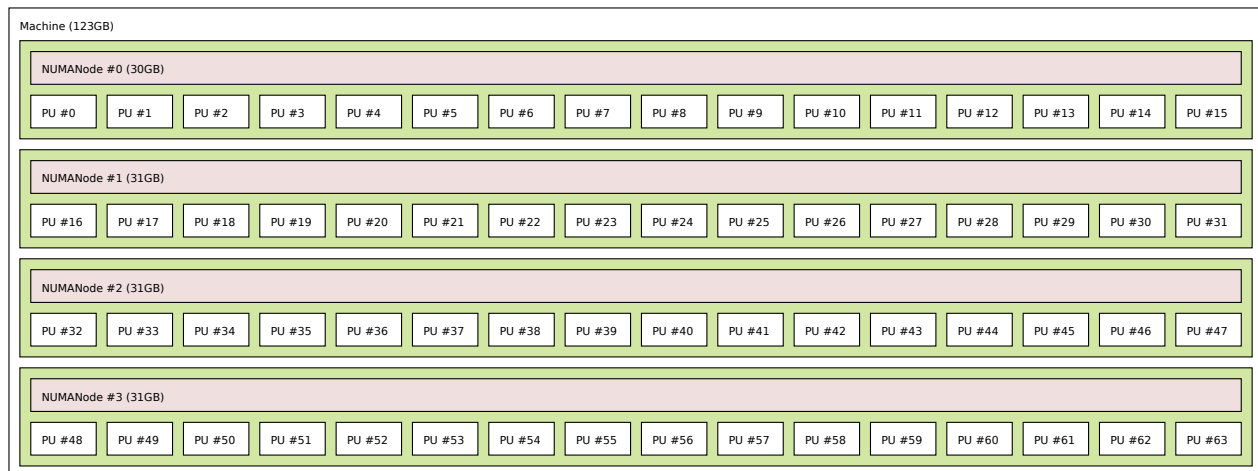 Machine (123GB)
NUMANode #0 (30GB)
PU #0 PU #1 PU #2 PU #3 PU #4 PU #5 PU #6 PU #7 PU #8 PU #9 PU #10 PU #11 PU #12 PU #13 PU #14 PU #15
NUMANode #1 (31GB)
PU #16 PU #17 PU #18 PU #19 PU #20 PU #21 PU #22 PU #23 PU #24 PU #25 PU #26 PU #27 PU #28 PU #29 PU #30 PU #31
NUMANode #2 (31GB)
PU #32 PU #33 PU #34 PU #35 PU #36 PU #37 PU #38 PU #39 PU #40 PU #41 PU #42 PU #43 PU #44 PU #45 PU #46 PU #47
NUMANode #3 (31GB)
PU #48 PU #49 PU #50 PU #51 PU #52 PU #53 PU #54 PU #55 PU #56 PU #57 PU #58 PU #59 PU #60 PU #61 PU #62 PU #63